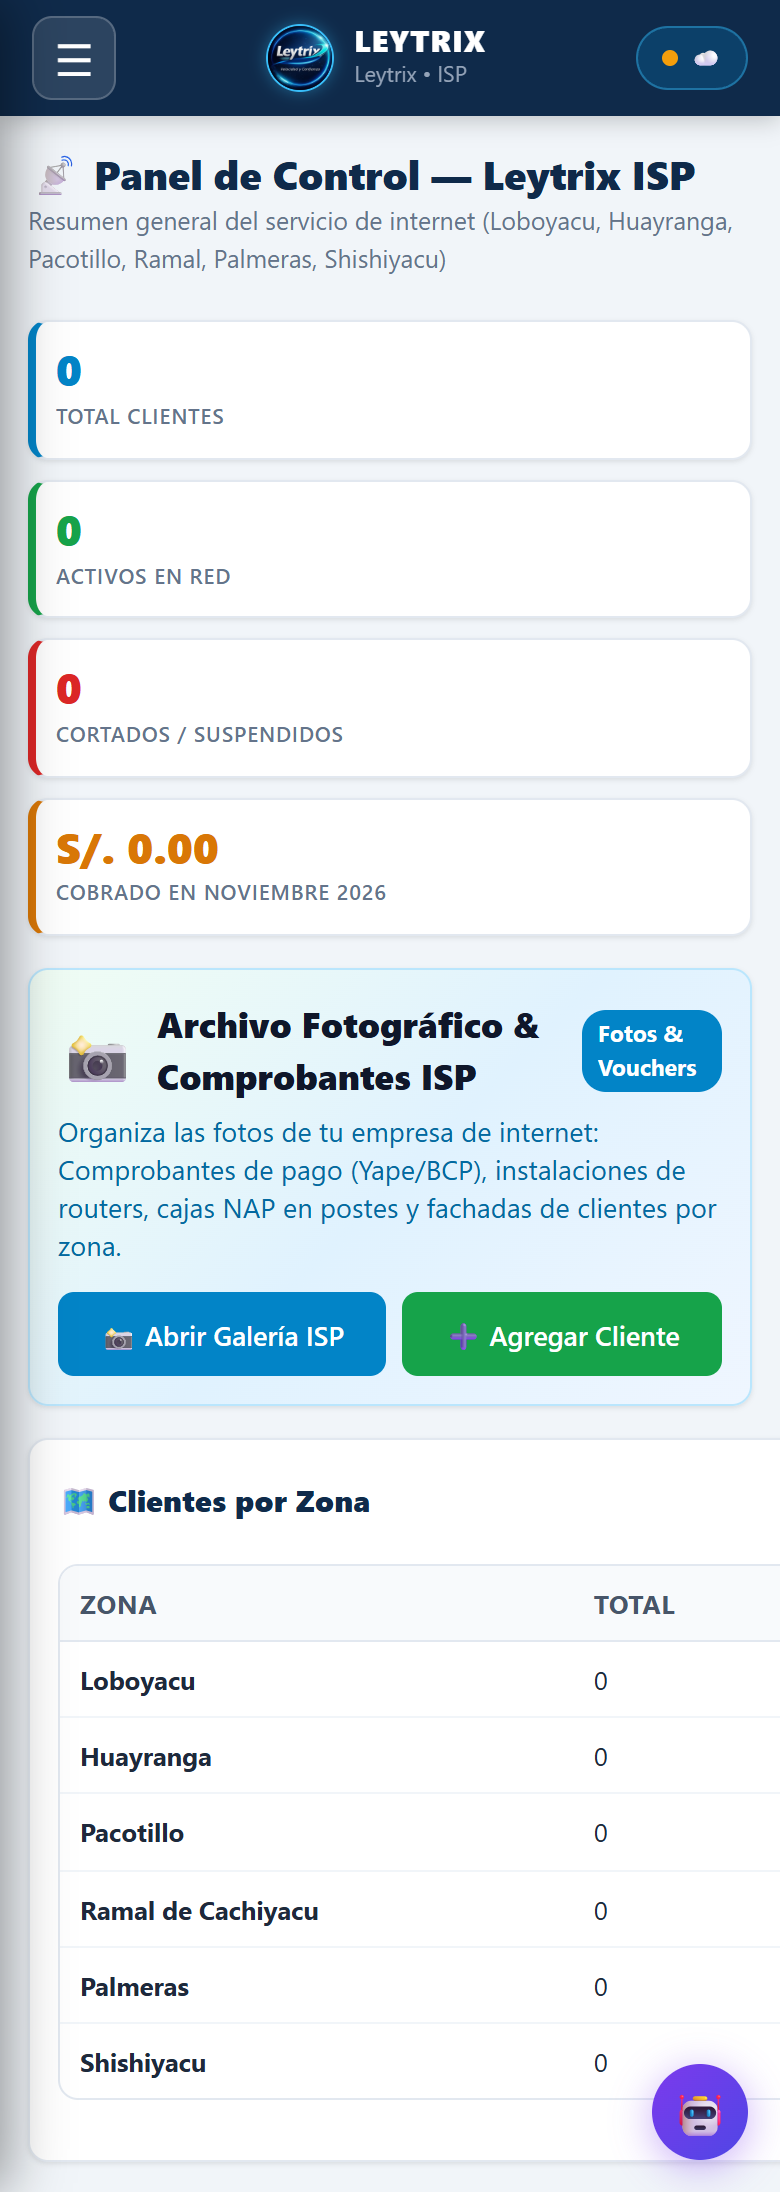 ☰
Leytrix
LEYTRIX
Leytrix • ISP
Panel de Control — Leytrix ISP
Resumen general del servicio de internet (Loboyacu, Huayranga,
Pacotillo, Ramal, Palmeras, Shishiyacu)
0
TOTAL CLIENTES
0
ACTIVOS EN RED
0
CORTADOS / SUSPENDIDOS
S/. 0.00
COBRADO EN NOVIEMBRE 2026
Archivo Fotográfico &
Comprobantes ISP
Fotos &
Vouchers
Organiza las fotos de tu empresa de internet:
Comprobantes de pago (Yape/BCP), instalaciones de
routers, cajas NAP en postes y fachadas de clientes por
zona.
Abrir Galería ISP
Agregar Cliente
Clientes por Zona
ZONA TOTAL
Loboyacu 0
Huayranga 0
Pacotillo 0
Ramal de Cachiyacu 0
Palmeras 0
Shishiyacu 0